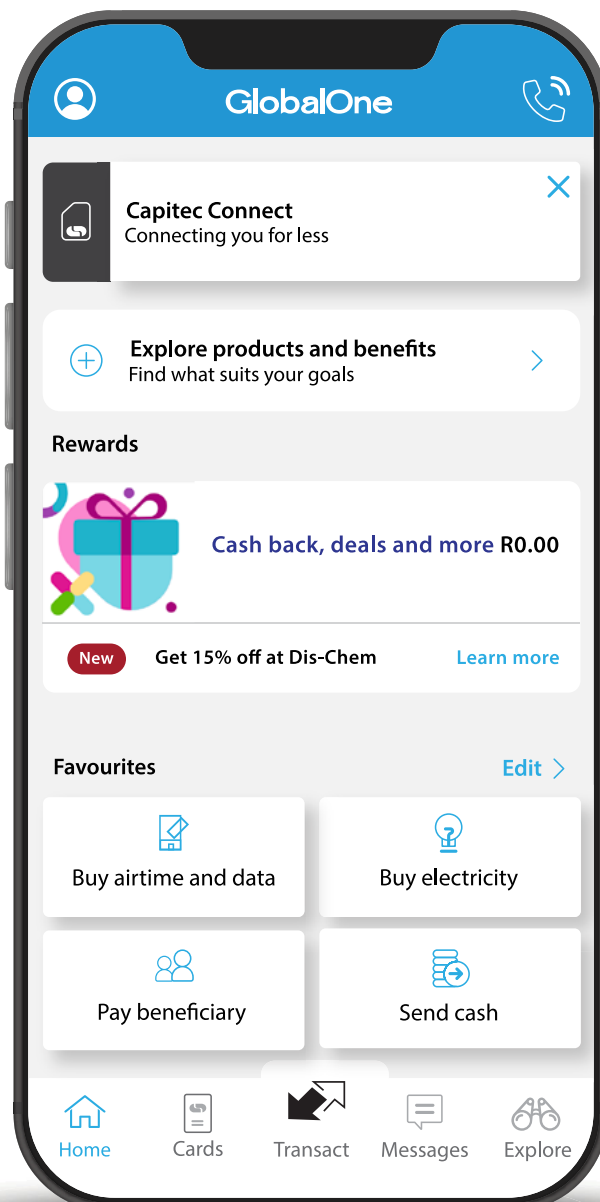 GlobalOne
Capitec Connect
Connecting you for less
Explore products and benefits
Find what suits your goals
Rewards
Cash back, deals and more R0.00
New Get 15% off at Dis-Chem Learn more
Favourites Edit
Buy airtime and data Buy electricity
Pay beneficiary Send cash
Home Cards Transact Messages Explore